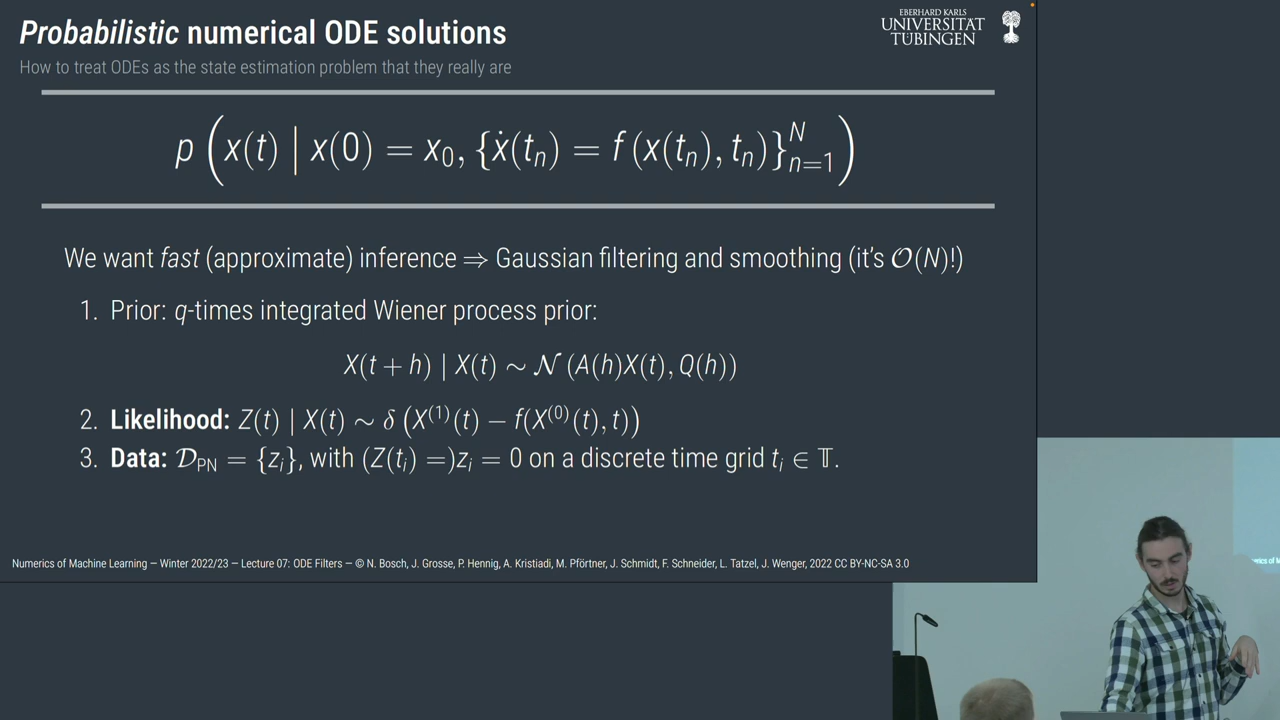 Probabilistic numerical ODE solutions
How to treat ODEs as the state estimation problem that they really are
EBERHARD KARLS
UNIVERSITÄT
TÜBINGEN
p(x(t) | x(0) = x₀, {ẋ(tₙ) = f(x(tₙ), tₙ)}ₙ₌₁ᴺ)
We want fast (approximate) inference ⇒ Gaussian filtering and smoothing (it's 𝒪(N)!)
1. Prior: q-times integrated Wiener process prior:
X(t + h) | X(t) ∼ 𝒩 (A(h)X(t), Q(h))
2. Likelihood: Z(t) | X(t) ∼ δ (X⁽¹⁾(t) − f(X⁽⁰⁾(t), t))
3. Data: 𝒟_PN = {zᵢ}, with (Z(tᵢ) =)zᵢ = 0 on a discrete time grid tᵢ ∈ 𝕋.
Numerics of Machine Learning — Winter 2022/23 — Lecture 07: ODE Filters — © N. Bosch, J. Grosse, P. Hennig, A. Kristiadi, M. Pförtner, J. Schmidt, F. Schneider, L. Tatzel, J. Wenger, 2022 CC BY-NC-SA 3.0